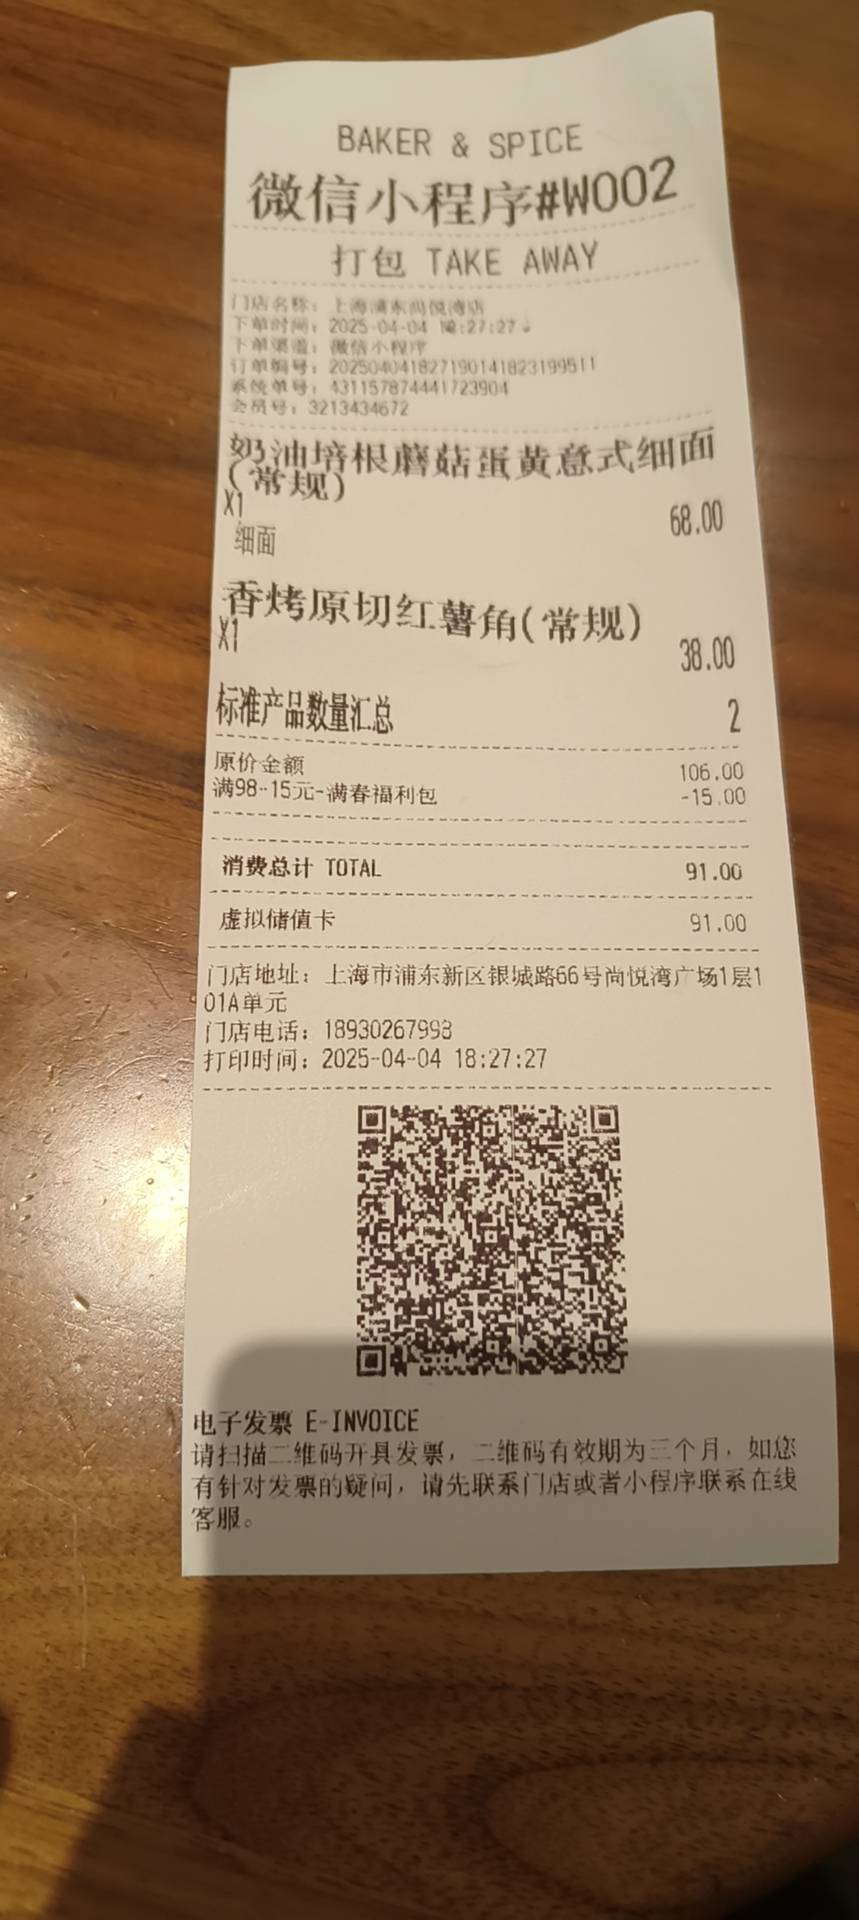 BAKER & SPICE
微信小程序#W002
打包 TAKE AWAY
门店名称：上海浦东尚悦湾店
下单时间：2025-04-04 18:27:27
下单渠道：微信小程序
订单编号：202504041827190141823199511
系统单号：4311578744441723904
会员号：3213434672
奶油培根蘑菇蛋黄意式细面
(常规)
X1
68.00
细面
香烤原切红薯角(常规)
X1
38.00
标准产品数量汇总 2
原价金额 106.00
满98-15元-满春福利包 -15.00
消费总计 TOTAL 91.00
虚拟储值卡 91.00
门店地址：上海市浦东新区银城路66号尚悦湾广场1层1
01A单元
门店电话：18930267993
打印时间：2025-04-04 18:27:27
电子发票 E-INVOICE
请扫描二维码开具发票，二维码有效期为三个月，如您
有针对发票的疑问，请先联系门店或者小程序联系在线
客服。